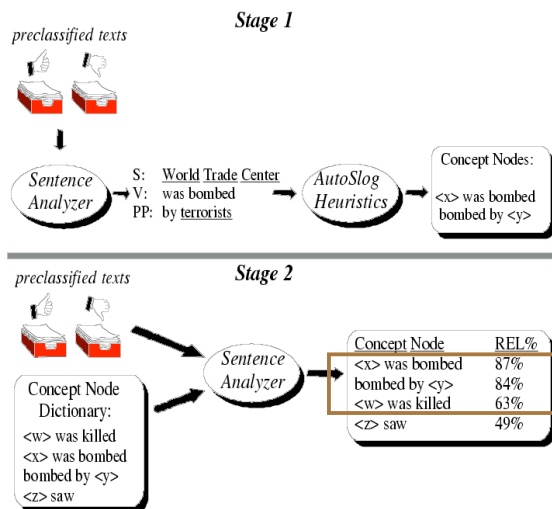 Stage 1
preclassified texts
Sentence
Analyzer
S: World Trade Center
V: was bombed
PP: by terrorists
AutoSlog
Heuristics
Concept Nodes:
<x> was bombed
bombed by <y>
Stage 2
preclassified texts
Concept Node
Dictionary:
<w> was killed
<x> was bombed
bombed by <y>
<z> saw
Sentence
Analyzer
Concept Node REL%
<x> was bombed 87%
bombed by <y> 84%
<w> was killed 63%
<z> saw 49%